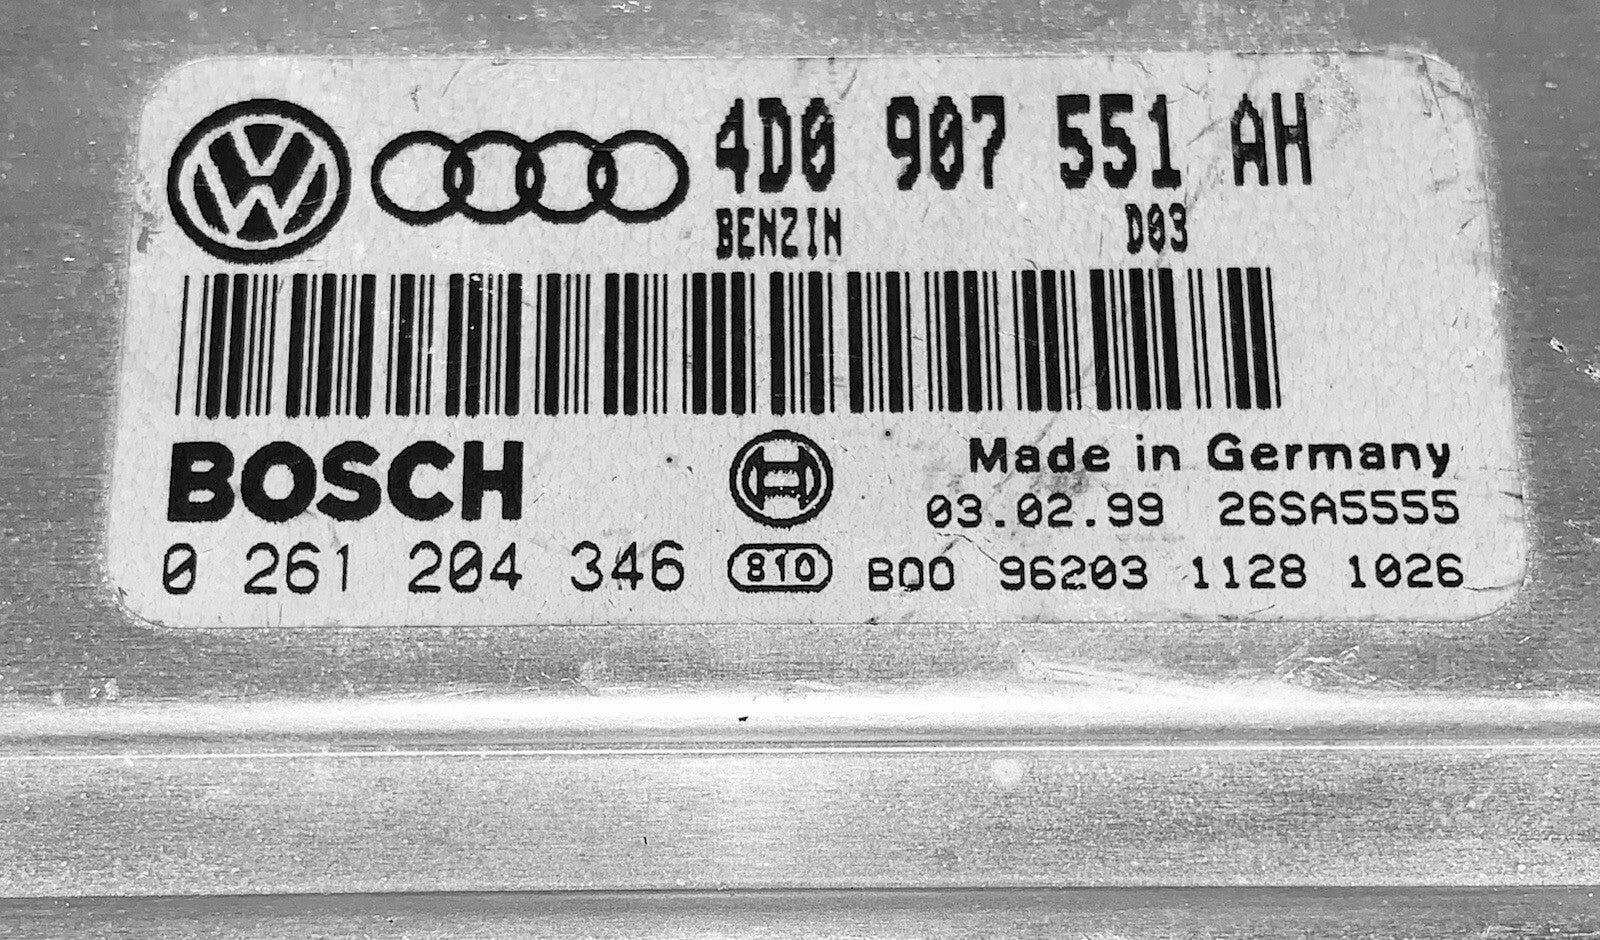 4D0 907 551 AH
BENZIN D03
BOSCH
Made in Germany
03.02.99 26SA5555
0 261 204 346 810 B00 96203 1128 1026